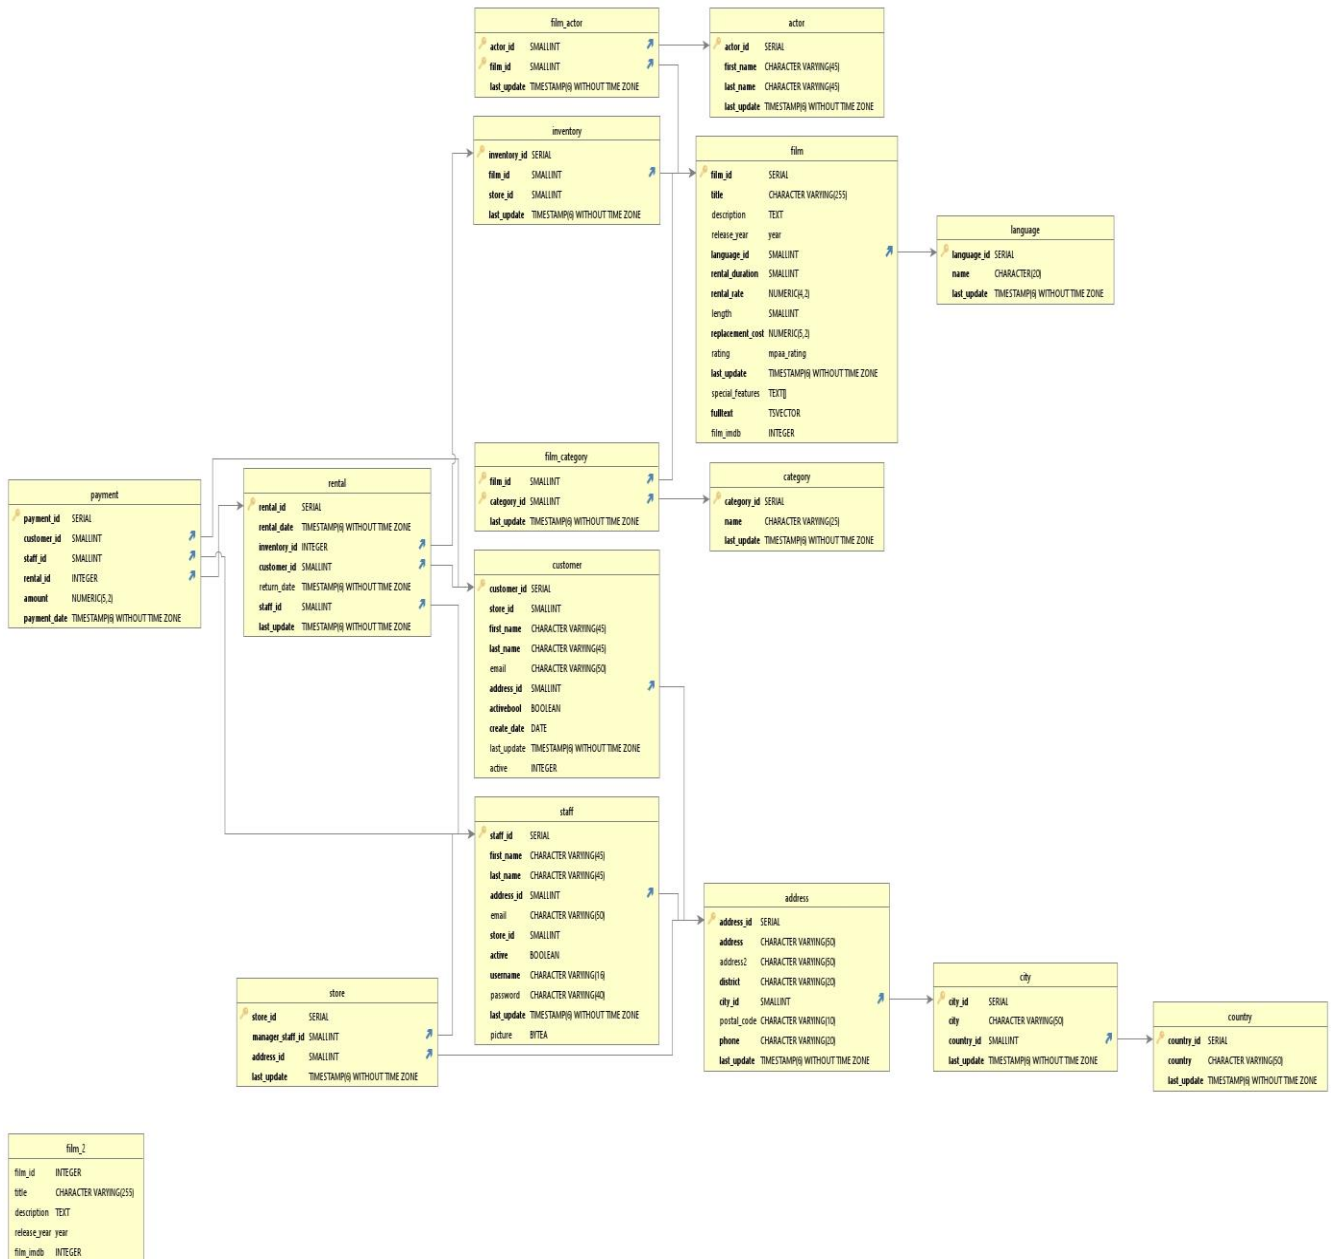 film_actor
actor_id SMALLINT
film_id SMALLINT
last_update TIMESTAMP(6) WITHOUT TIME ZONE
actor
actor_id SERIAL
first_name CHARACTER VARYING(45)
last_name CHARACTER VARYING(45)
last_update TIMESTAMP(6) WITHOUT TIME ZONE
inventory
inventory_id SERIAL
film_id SMALLINT
store_id SMALLINT
last_update TIMESTAMP(6) WITHOUT TIME ZONE
film
film_id SERIAL
title CHARACTER VARYING(255)
description TEXT
release_year year
language_id SMALLINT
rental_duration SMALLINT
rental_rate NUMERIC(4,2)
length SMALLINT
replacement_cost NUMERIC(5,2)
rating mpaa_rating
last_update TIMESTAMP(6) WITHOUT TIME ZONE
special_features TEXT[]
fulltext TSVECTOR
film_imdb INTEGER
language
language_id SERIAL
name CHARACTER(20)
last_update TIMESTAMP(6) WITHOUT TIME ZONE
film_category
film_id SMALLINT
category_id SMALLINT
last_update TIMESTAMP(6) WITHOUT TIME ZONE
category
category_id SERIAL
name CHARACTER VARYING(25)
last_update TIMESTAMP(6) WITHOUT TIME ZONE
payment
payment_id SERIAL
customer_id SMALLINT
staff_id SMALLINT
rental_id INTEGER
amount NUMERIC(5,2)
payment_date TIMESTAMP(6) WITHOUT TIME ZONE
rental
rental_id SERIAL
rental_date TIMESTAMP(6) WITHOUT TIME ZONE
inventory_id INTEGER
customer_id SMALLINT
return_date TIMESTAMP(6) WITHOUT TIME ZONE
staff_id SMALLINT
last_update TIMESTAMP(6) WITHOUT TIME ZONE
customer
customer_id SERIAL
store_id SMALLINT
first_name CHARACTER VARYING(45)
last_name CHARACTER VARYING(45)
email CHARACTER VARYING(50)
address_id SMALLINT
activebool BOOLEAN
create_date DATE
last_update TIMESTAMP(6) WITHOUT TIME ZONE
active INTEGER
staff
staff_id SERIAL
first_name CHARACTER VARYING(45)
last_name CHARACTER VARYING(45)
address_id SMALLINT
email CHARACTER VARYING(50)
store_id SMALLINT
active BOOLEAN
username CHARACTER VARYING(16)
password CHARACTER VARYING(40)
last_update TIMESTAMP(6) WITHOUT TIME ZONE
picture BYTEA
address
address_id SERIAL
address CHARACTER VARYING(50)
address2 CHARACTER VARYING(50)
district CHARACTER VARYING(20)
city_id SMALLINT
postal_code CHARACTER VARYING(10)
phone CHARACTER VARYING(20)
last_update TIMESTAMP(6) WITHOUT TIME ZONE
store
store_id SERIAL
manager_staff_id SMALLINT
address_id SMALLINT
last_update TIMESTAMP(6) WITHOUT TIME ZONE
city
city_id SERIAL
city CHARACTER VARYING(50)
country_id SMALLINT
last_update TIMESTAMP(6) WITHOUT TIME ZONE
country
country_id SERIAL
country CHARACTER VARYING(50)
last_update TIMESTAMP(6) WITHOUT TIME ZONE
film_2
film_id INTEGER
title CHARACTER VARYING(255)
description TEXT
release_year year
film_imdb INTEGER